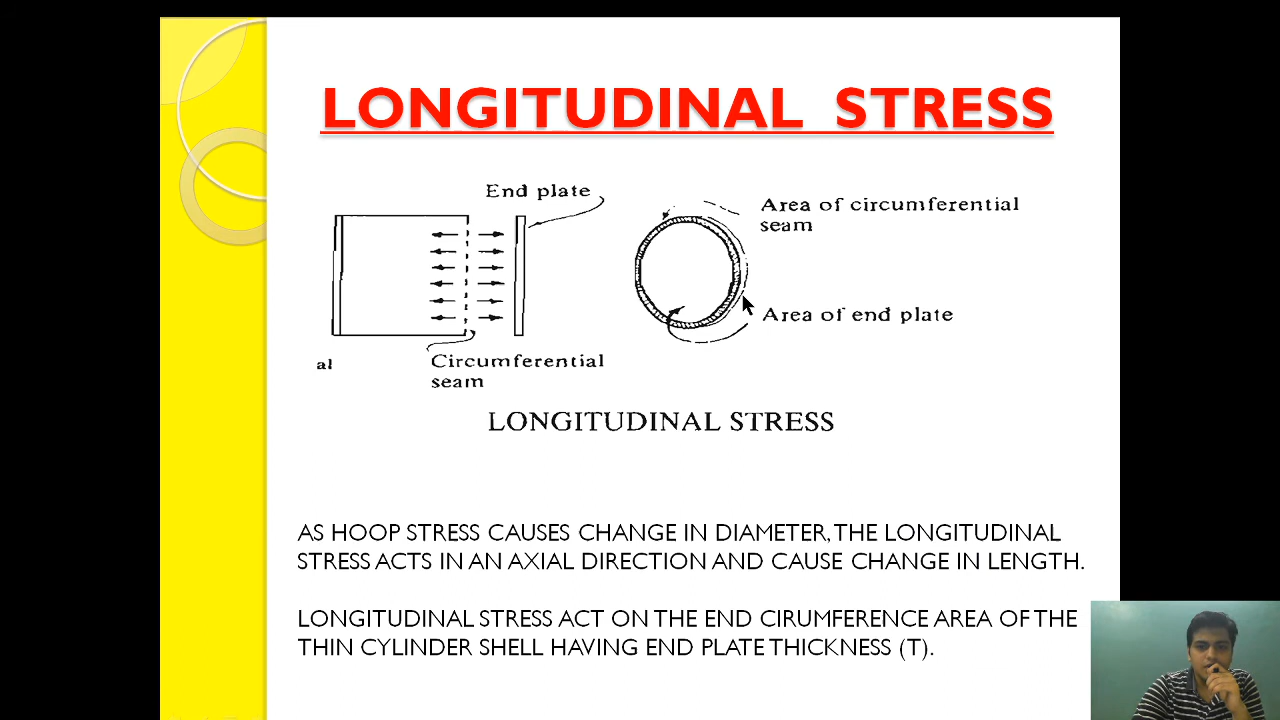 LONGITUDINAL STRESS
End plate
Area of circumferential
seam
Area of end plate
al
Circumferential
seam
LONGITUDINAL STRESS
AS HOOP STRESS CAUSES CHANGE IN DIAMETER, THE LONGITUDINAL
STRESS ACTS IN AN AXIAL DIRECTION AND CAUSE CHANGE IN LENGTH.
LONGITUDINAL STRESS ACT ON THE END CIRUMFERENCE AREA OF THE
THIN CYLINDER SHELL HAVING END PLATE THICKNESS (T).